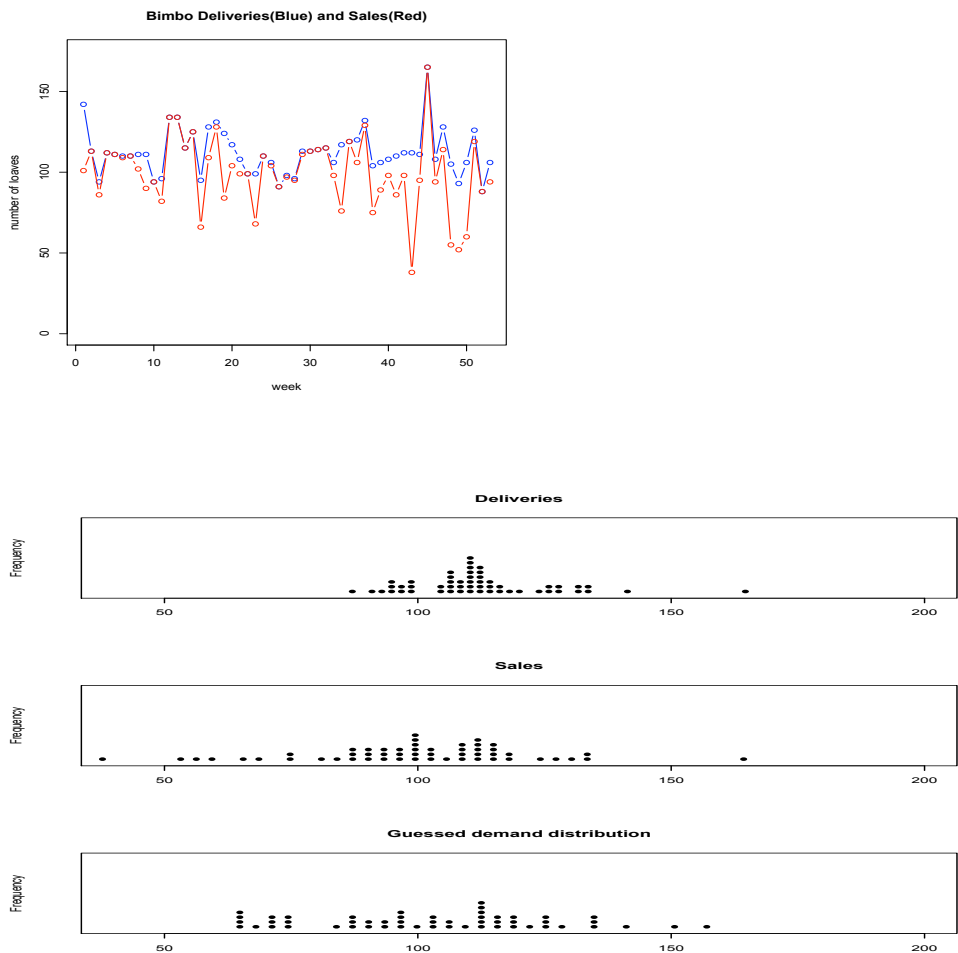 Bimbo Deliveries(Blue) and Sales(Red)
number of loaves
0
50
100
150
0 10 20 30 40 50
week
Deliveries
Frequency
50 100 150 200
Sales
Frequency
50 100 150 200
Guessed demand distribution
Frequency
50 100 150 200